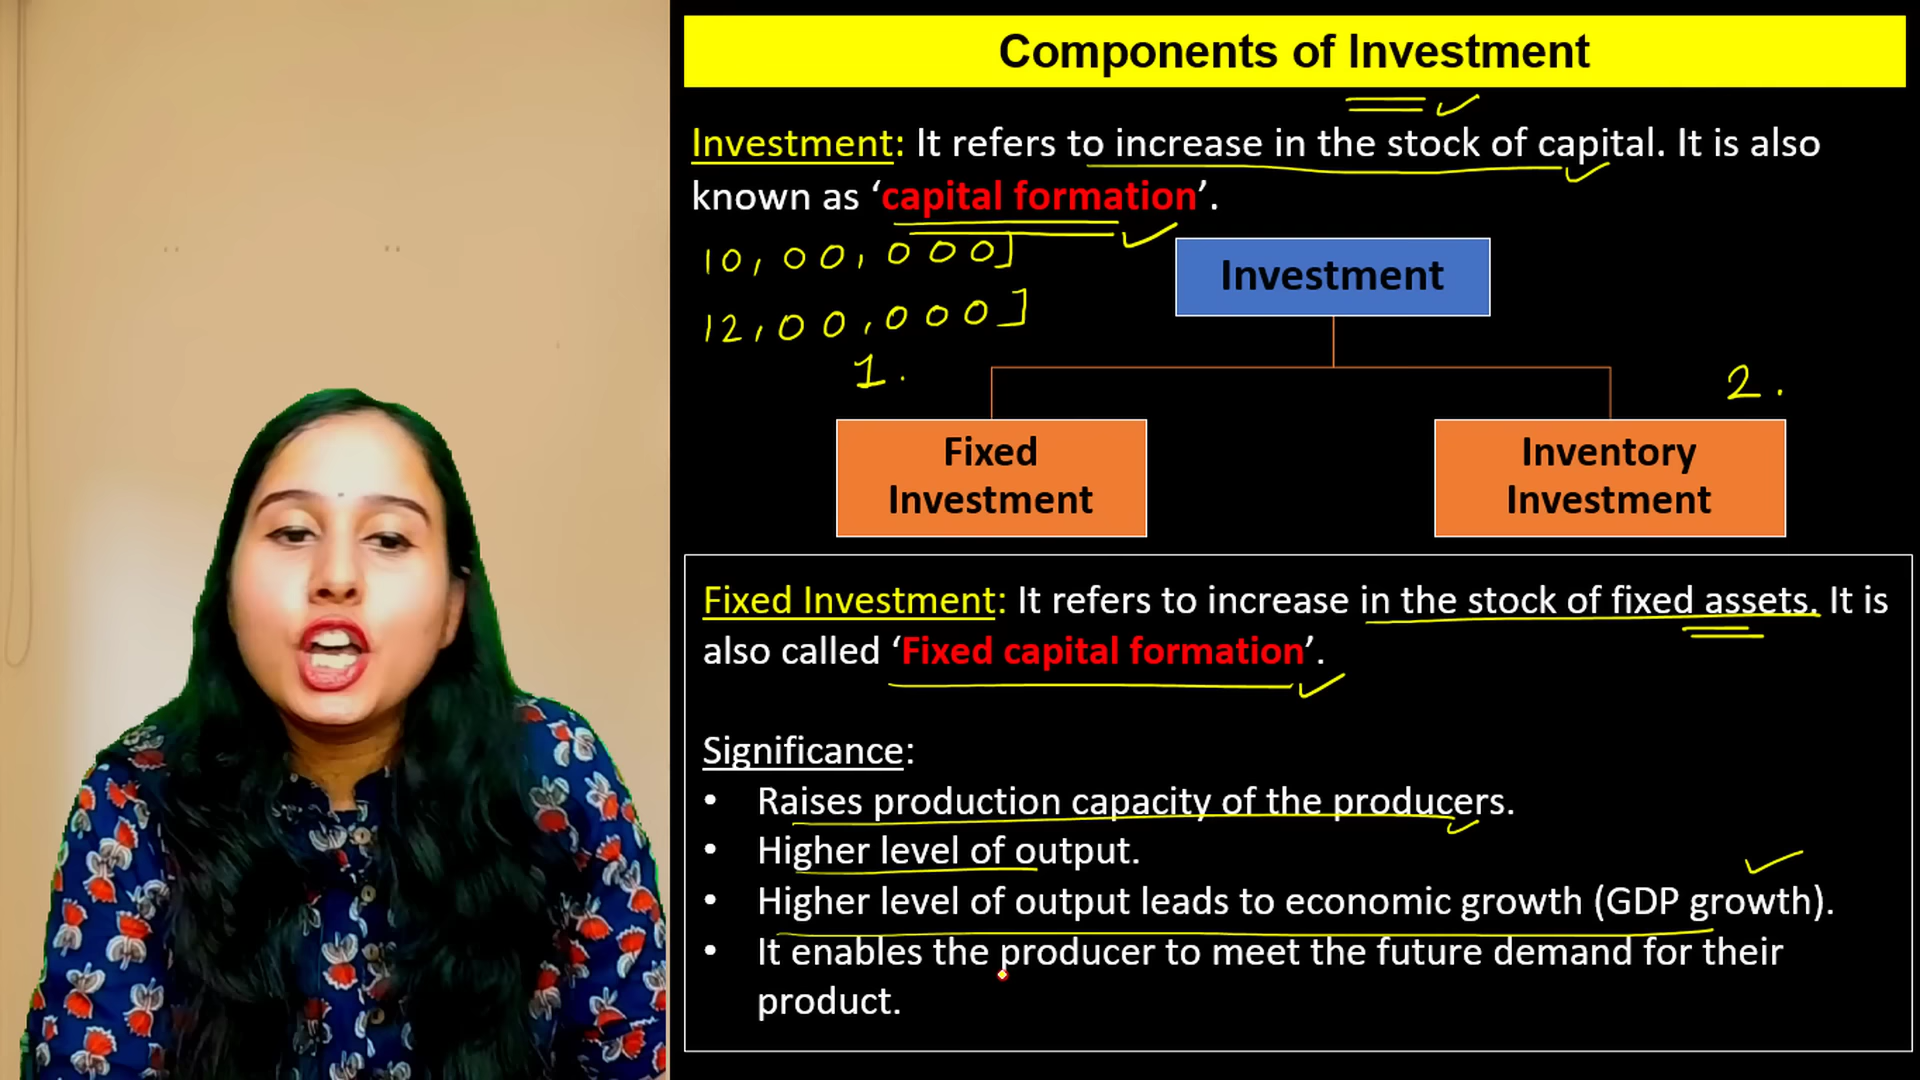 Components of Investment
Investment: It refers to increase in the stock of capital. It is also
known as ‘capital formation’.
10,00,000]
12,00,000]
Investment
1.
2.
Fixed
Investment
Inventory
Investment
Fixed Investment: It refers to increase in the stock of fixed assets. It is
also called ‘Fixed capital formation’.
Significance:
• Raises production capacity of the producers.
• Higher level of output.
• Higher level of output leads to economic growth (GDP growth).
• It enables the producer to meet the future demand for their
product.